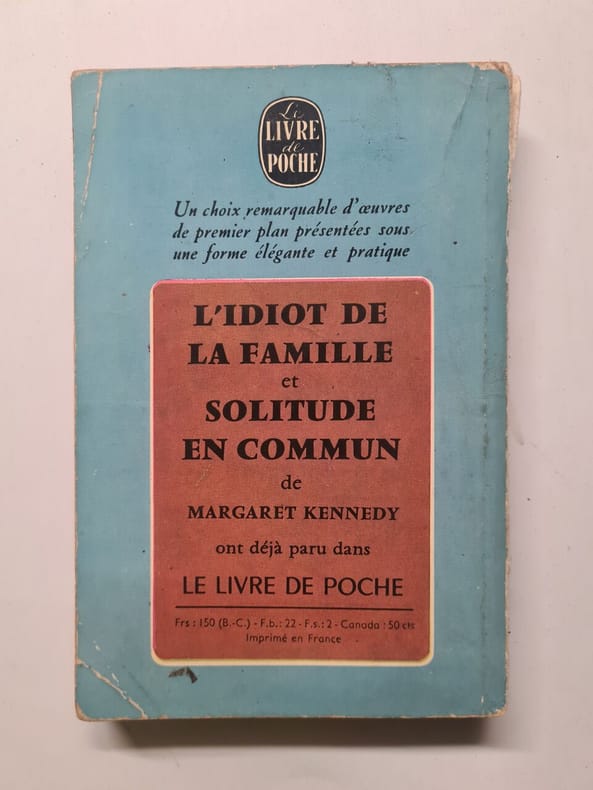 Le
LIVRE
de
POCHE
Un choix remarquable d'œuvres
de premier plan présentées sous
une forme élégante et pratique
L'IDIOT DE
LA FAMILLE
et
SOLITUDE
EN COMMUN
de
MARGARET KENNEDY
ont déjà paru dans
LE LIVRE DE POCHE
Frs : 150 (B.-C.) - F.b.: 22 - F.s.: 2 - Canada : 50 cts
Imprimé en France